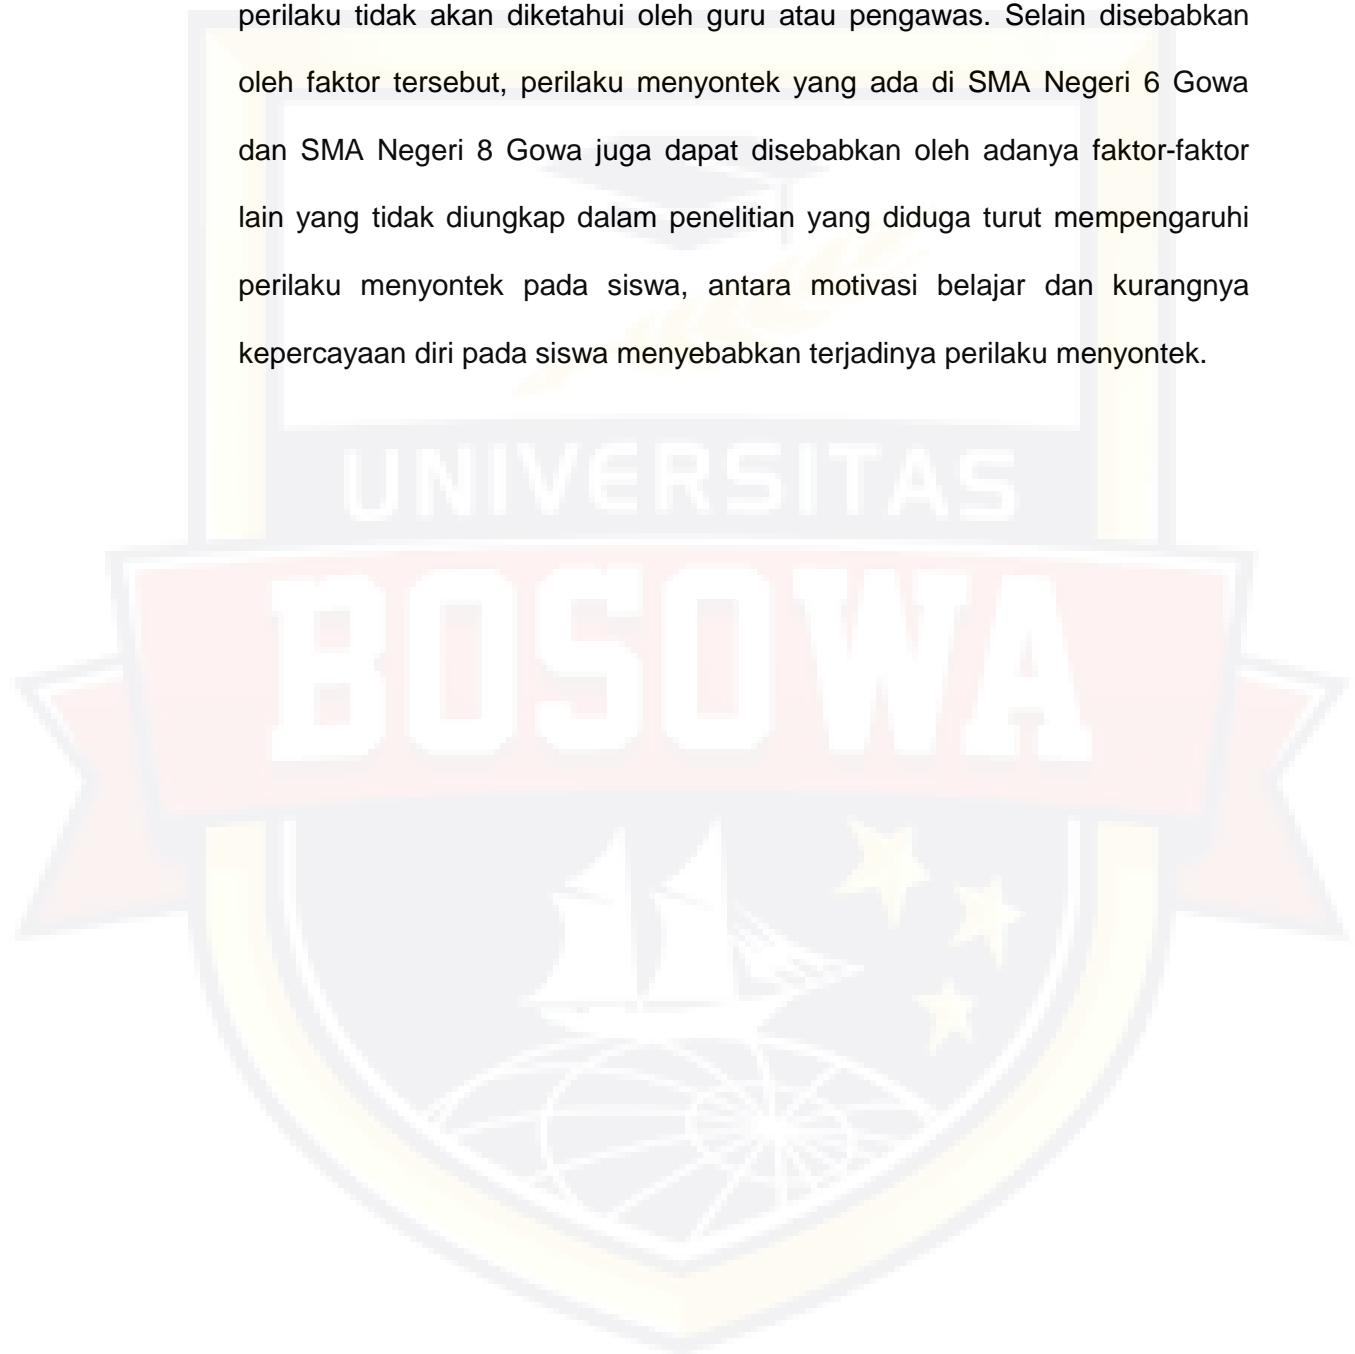 perilaku tidak akan diketahui oleh guru atau pengawas. Selain disebabkan
oleh faktor tersebut, perilaku menyontek yang ada di SMA Negeri 6 Gowa
dan SMA Negeri 8 Gowa juga dapat disebabkan oleh adanya faktor-faktor
lain yang tidak diungkap dalam penelitian yang diduga turut mempengaruhi
perilaku menyontek pada siswa, antara motivasi belajar dan kurangnya
kepercayaan diri pada siswa menyebabkan terjadinya perilaku menyontek.
UNIVERSITAS
BOSOWA